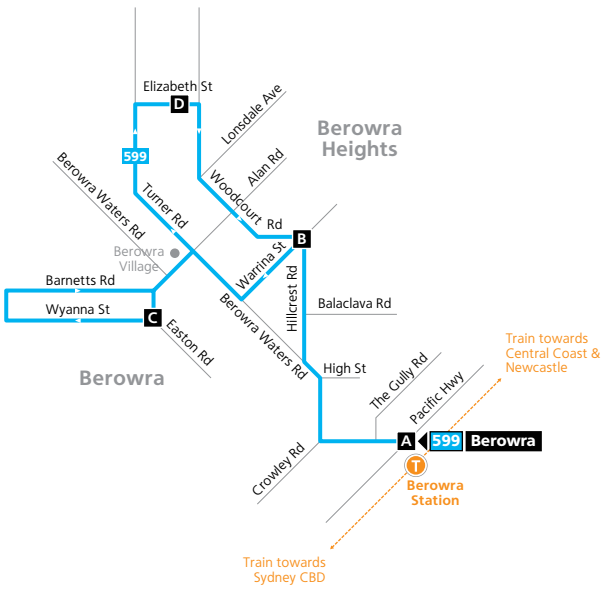 Elizabeth St
D
Lonsdale Ave
Berowra
Heights
599
Alan Rd
Berowra Waters Rd
Turner Rd
Woodcourt
Rd
B
Berowra
Village
Warrina St
Barnetts Rd
Hillcrest Rd
Wyanna St
C
Balaclava Rd
Easton Rd
Berowra Waters Rd
Berowra
High St
Train towards
Central Coast &
Newcastle
The Gully Rd
Pacific Hwy
A
599
Berowra
Crowley Rd
T
Berowra
Station
Train towards
Sydney CBD